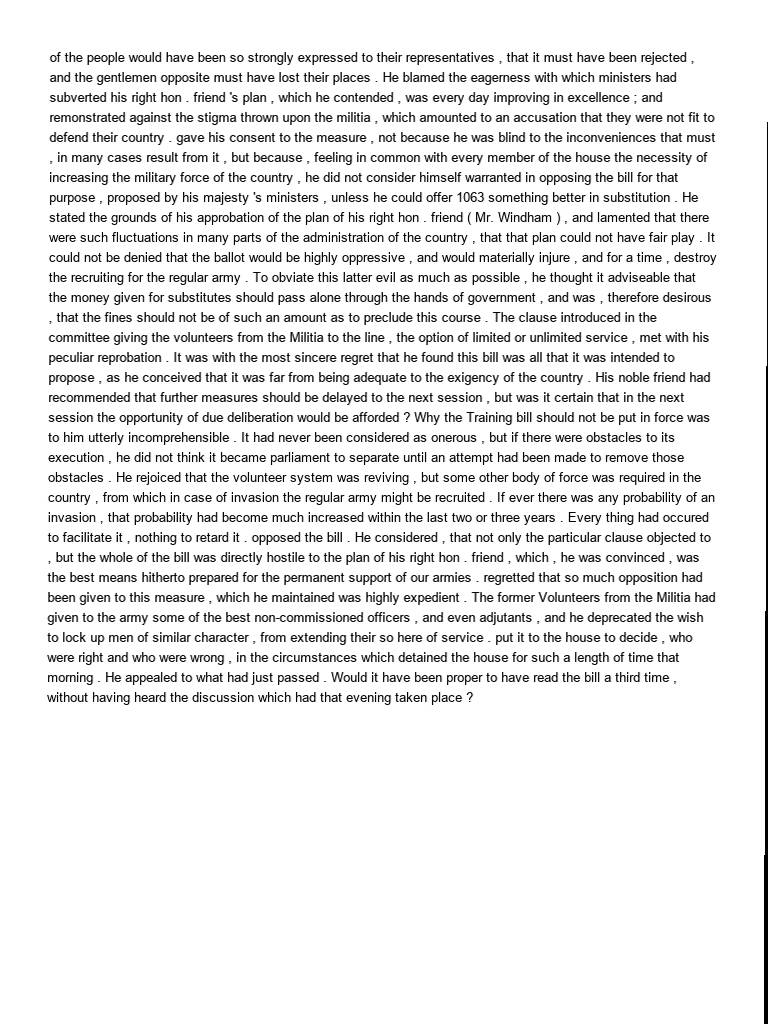 of the people would have been so strongly expressed to their representatives , that it must have been rejected ,
and the gentlemen opposite must have lost their places . He blamed the eagerness with which ministers had
subverted his right hon . friend 's plan , which he contended , was every day improving in excellence ; and
remonstrated against the stigma thrown upon the militia , which amounted to an accusation that they were not fit to
defend their country . gave his consent to the measure , not because he was blind to the inconveniences that must
, in many cases result from it , but because , feeling in common with every member of the house the necessity of
increasing the military force of the country , he did not consider himself warranted in opposing the bill for that
purpose , proposed by his majesty 's ministers , unless he could offer 1063 something better in substitution . He
stated the grounds of his approbation of the plan of his right hon . friend ( Mr. Windham ) , and lamented that there
were such fluctuations in many parts of the administration of the country , that that plan could not have fair play . It
could not be denied that the ballot would be highly oppressive , and would materially injure , and for a time , destroy
the recruiting for the regular army . To obviate this latter evil as much as possible , he thought it adviseable that
the money given for substitutes should pass alone through the hands of government , and was , therefore desirous
, that the fines should not be of such an amount as to preclude this course . The clause introduced in the
committee giving the volunteers from the Militia to the line , the option of limited or unlimited service , met with his
peculiar reprobation . It was with the most sincere regret that he found this bill was all that it was intended to
propose , as he conceived that it was far from being adequate to the exigency of the country . His noble friend had
recommended that further measures should be delayed to the next session , but was it certain that in the next
session the opportunity of due deliberation would be afforded ? Why the Training bill should not be put in force was
to him utterly incomprehensible . It had never been considered as onerous , but if there were obstacles to its
execution , he did not think it became parliament to separate until an attempt had been made to remove those
obstacles . He rejoiced that the volunteer system was reviving , but some other body of force was required in the
country , from which in case of invasion the regular army might be recruited . If ever there was any probability of an
invasion , that probability had become much increased within the last two or three years . Every thing had occured
to facilitate it , nothing to retard it . opposed the bill . He considered , that not only the particular clause objected to
, but the whole of the bill was directly hostile to the plan of his right hon . friend , which , he was convinced , was
the best means hitherto prepared for the permanent support of our armies . regretted that so much opposition had
been given to this measure , which he maintained was highly expedient . The former Volunteers from the Militia had
given to the army some of the best non-commissioned officers , and even adjutants , and he deprecated the wish
to lock up men of similar character , from extending their so here of service . put it to the house to decide , who
were right and who were wrong , in the circumstances which detained the house for such a length of time that
morning . He appealed to what had just passed . Would it have been proper to have read the bill a third time ,
without having heard the discussion which had that evening taken place ?